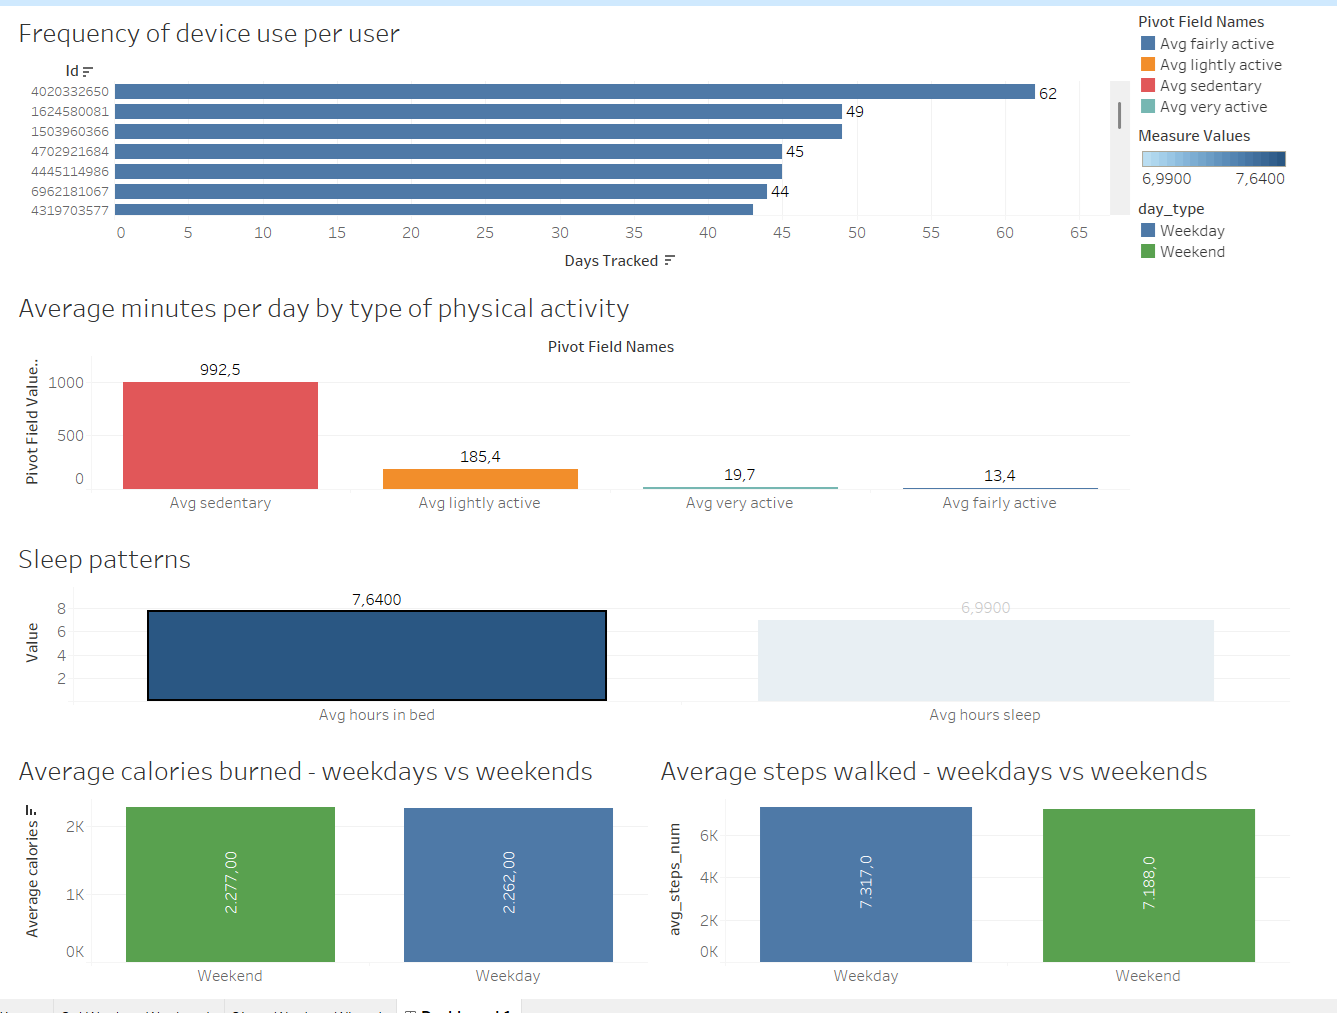 Frequency of device use per user
Id
4020332650
62
1624580081
49
1503960366
4702921684
45
4445114986
6962181067
44
4319703577
0 5 10 15 20 25 30 35 40 45 50 55 60 65
Days Tracked
Pivot Field Names
Avg fairly active
Avg lightly active
Avg sedentary
Avg very active
Measure Values
6,9900 7,6400
day_type
Weekday
Weekend
Average minutes per day by type of physical activity
Pivot Field Names
Pivot Field Value..
1000
500
0
992,5
185,4
19,7
13,4
Avg sedentary
Avg lightly active
Avg very active
Avg fairly active
Sleep patterns
Value
8
6
4
2
7,6400
6,9900
Avg hours in bed
Avg hours sleep
Average calories burned - weekdays vs weekends
Average calories
2K
1K
0K
2.277,00
2.262,00
Weekend
Weekday
Average steps walked - weekdays vs weekends
avg_steps_num
6K
4K
2K
0K
7.317,0
7.188,0
Weekday
Weekend